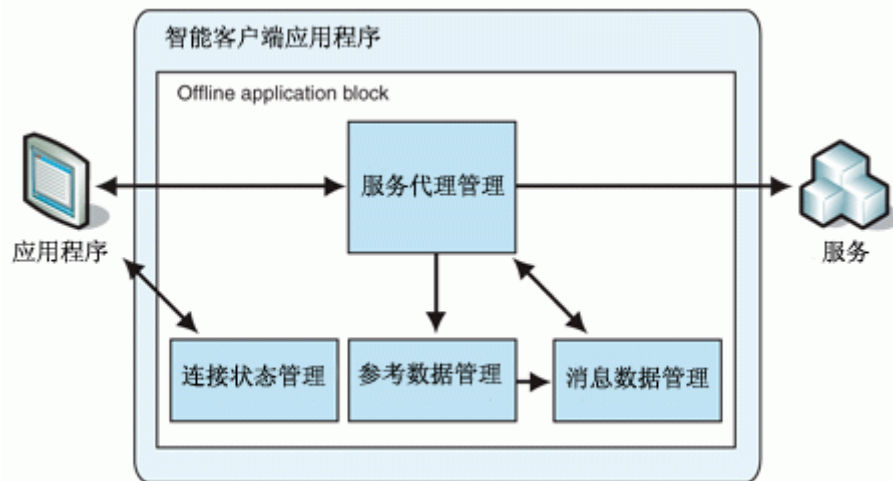 智能客户端应用程序
Offline application block
服务代理管理
应用程序
服务
连接状态管理
参考数据管理
消息数据管理